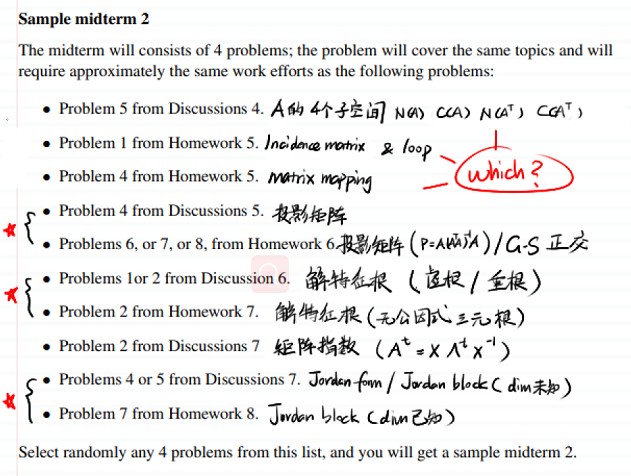 Sample midterm 2
The midterm will consists of 4 problems; the problem will cover the same topics and will
require approximately the same work efforts as the following problems:
• Problem 5 from Discussions 4. A的 4个子空间 N(A) C(A) N(Aᵀ) C(Aᵀ)
• Problem 1 from Homework 5. Incidence matrix & loop
which?
• Problem 4 from Homework 5. matrix mapping
• Problem 4 from Discussions 5. 投影矩阵
• Problems 6, or 7, or 8, from Homework 6. 投影矩阵 / G-S 正交
• Problems 1or 2 from Discussion 6. 解特征根 (虚根 / 重根)
• Problem 2 from Homework 7. 解特征根 (无公因式三元根)
• Problem 2 from Discussions 7 矩阵指数 (Aᵗ = X Λᵗ X⁻¹)
• Problems 4 or 5 from Discussions 7. Jordan form / Jordan block (dim未知)
• Problem 7 from Homework 8. Jordan block (dim已知)
Select randomly any 4 problems from this list, and you will get a sample midterm 2.